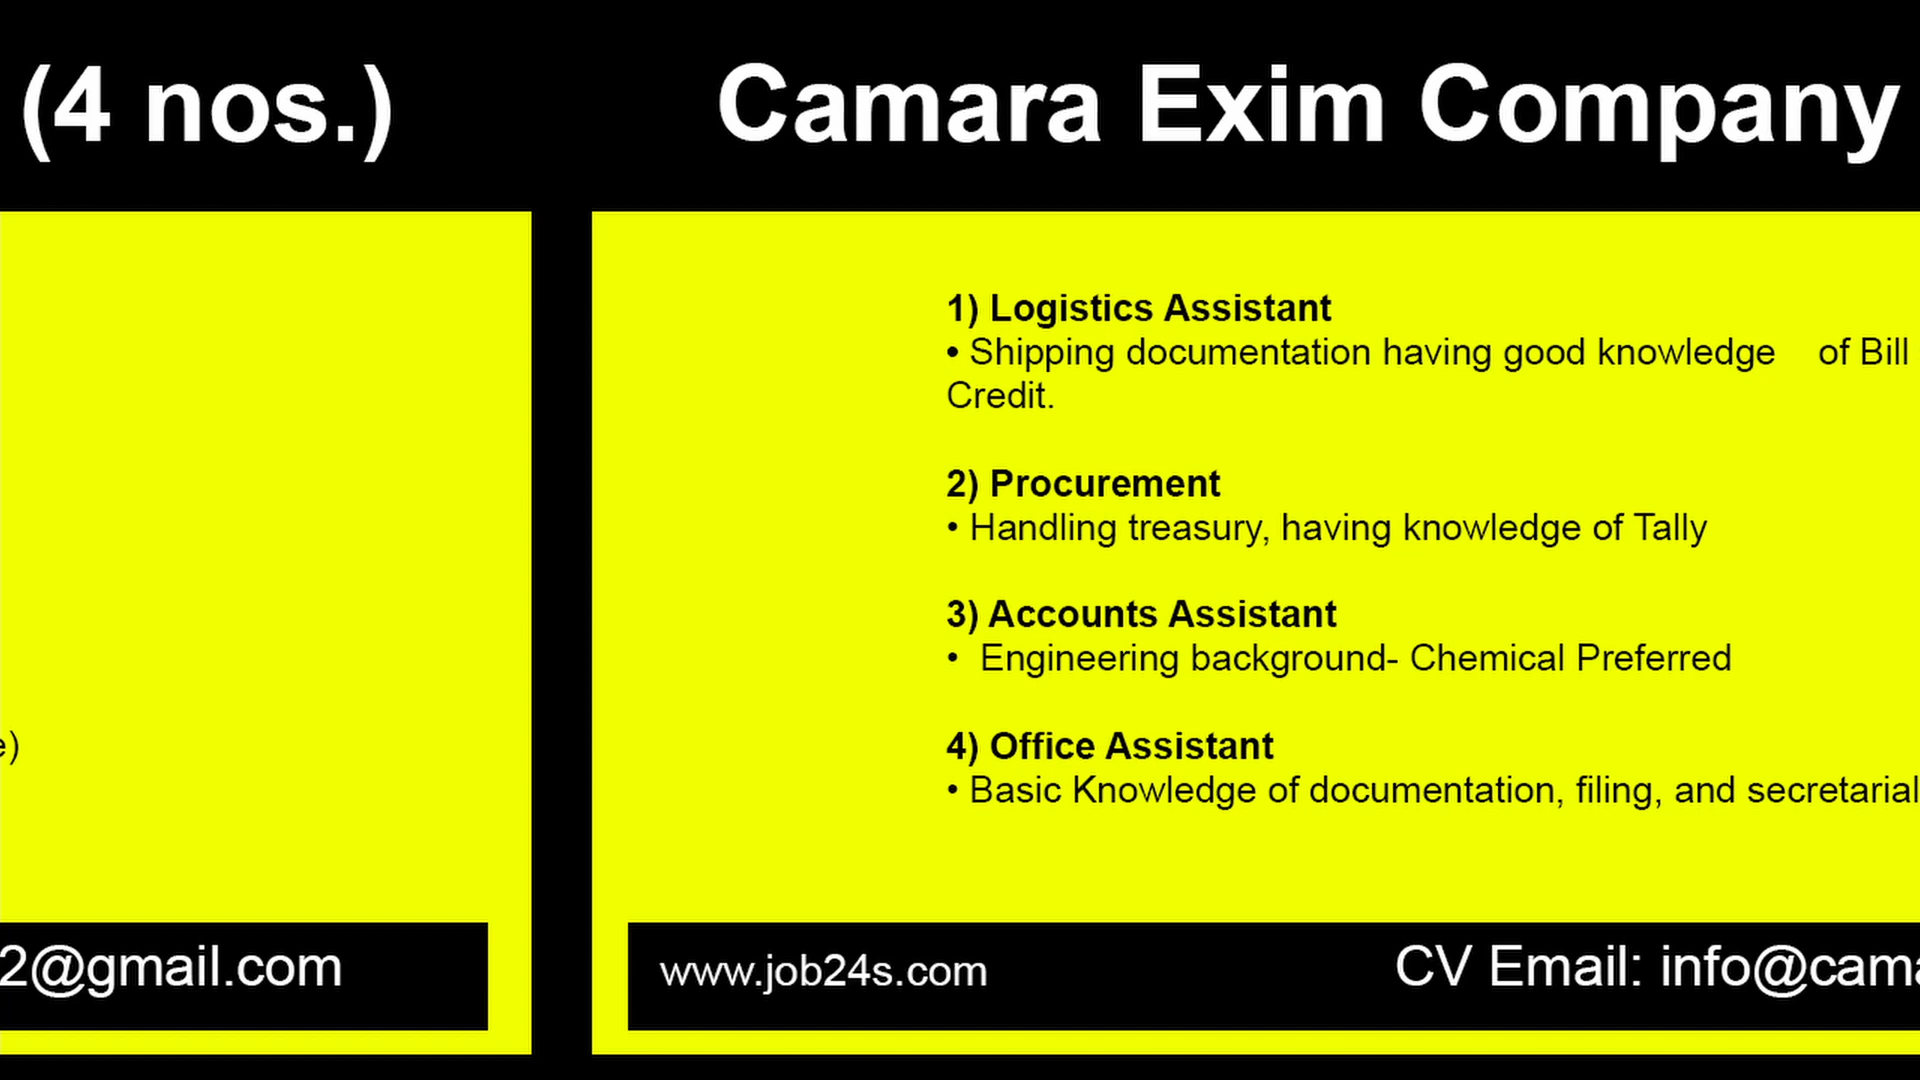 (4 nos.)
e)
2@gmail.com
Camara Exim Company
1) Logistics Assistant
• Shipping documentation having good knowledge of Bill
Credit.
2) Procurement
• Handling treasury, having knowledge of Tally
3) Accounts Assistant
• Engineering background- Chemical Preferred
4) Office Assistant
• Basic Knowledge of documentation, filing, and secretarial
www.job24s.com
CV Email: info@cama